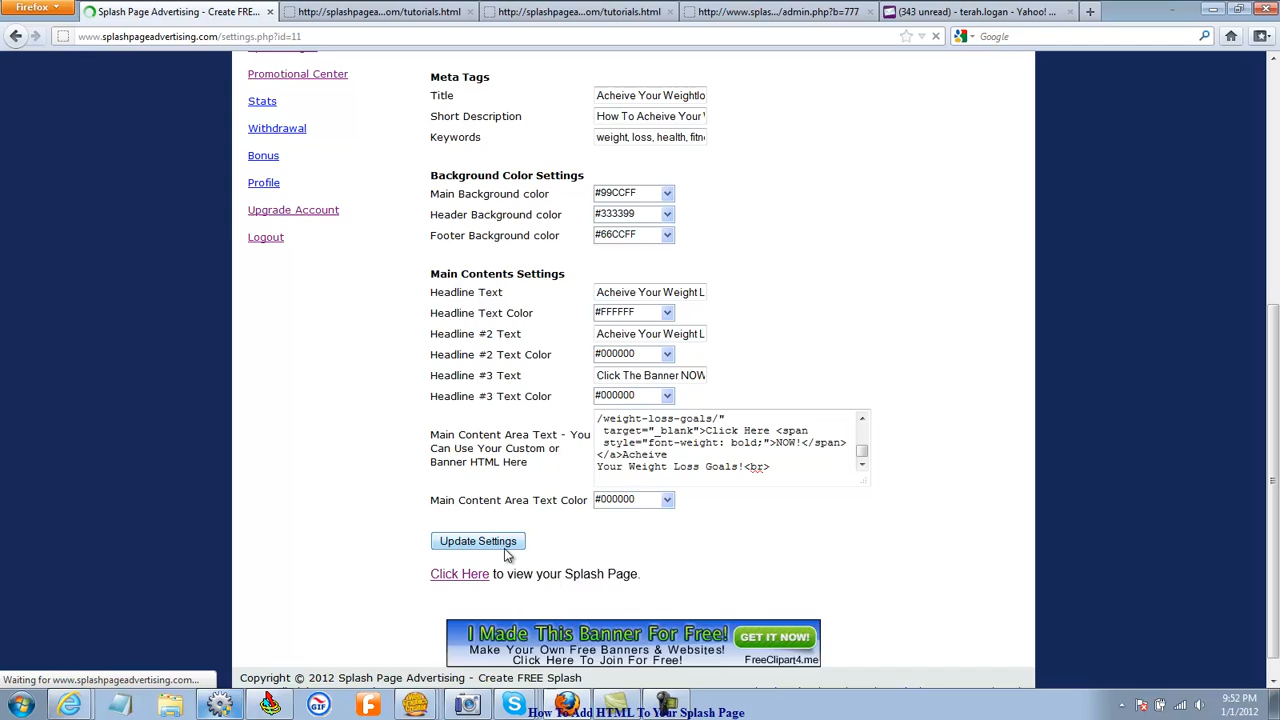 Firefox
Splash Page Advertising - Create FRE...
http://splashpagea...om/tutorials.html
http://splashpagea...om/tutorials.html
http://www.splas.../admin.php?b=777
(343 unread) - terah.logan - Yahoo! ...
www.splashpageadvertising.com/settings.php?id=11
Google
Promotional Center
Stats
Withdrawal
Bonus
Profile
Upgrade Account
Logout
Meta Tags
Title Acheive Your Weightlo
Short Description How To Acheive Your
Keywords weight, loss, health, fitn
Background Color Settings
Main Background color #99CCFF
Header Background color #333399
Footer Background color #66CCFF
Main Contents Settings
Headline Text Acheive Your Weight L
Headline Text Color #FFFFFF
Headline #2 Text Acheive Your Weight L
Headline #2 Text Color #000000
Headline #3 Text Click The Banner NOW
Headline #3 Text Color #000000
Main Content Area Text - You
Can Use Your Custom or
Banner HTML Here
/weight-loss-goals/"
target="_blank">Click Here <span
style="font-weight: bold;">NOW!</span>
</a>Acheive
Your Weight Loss Goals!<br>
Main Content Area Text Color #000000
Update Settings
Click Here to view your Splash Page.
I Made This Banner For Free!
Make Your Own Free Banners & Websites!
Click Here To Join For Free!
GET IT NOW!
FreeClipart4.me
Copyright © 2012 Splash Page Advertising - Create FREE Splash
Waiting for www.splashpageadvertising.com...
GIF
How To Add HTML To Your Splash Page
9:52 PM
1/1/2012